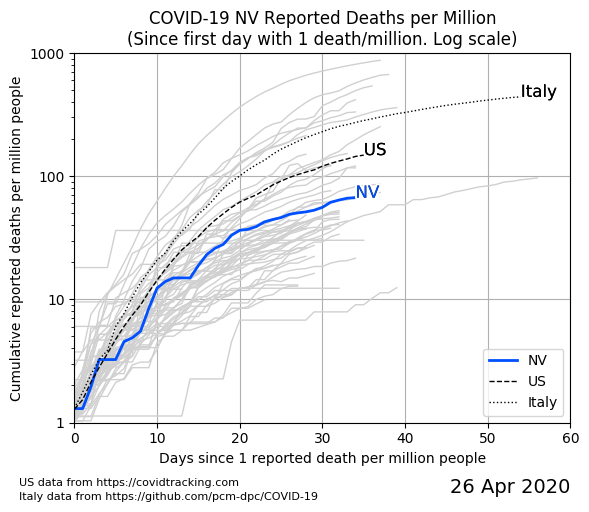 COVID-19 NV Reported Deaths per Million
(Since first day with 1 death/million. Log scale)
Cumulative reported deaths per million people
1000
100
10
1
Italy
US
NV
NV
US
Italy
0 10 20 30 40 50 60
Days since 1 reported death per million people
US data from https://covidtracking.com
Italy data from https://github.com/pcm-dpc/COVID-19
26 Apr 2020